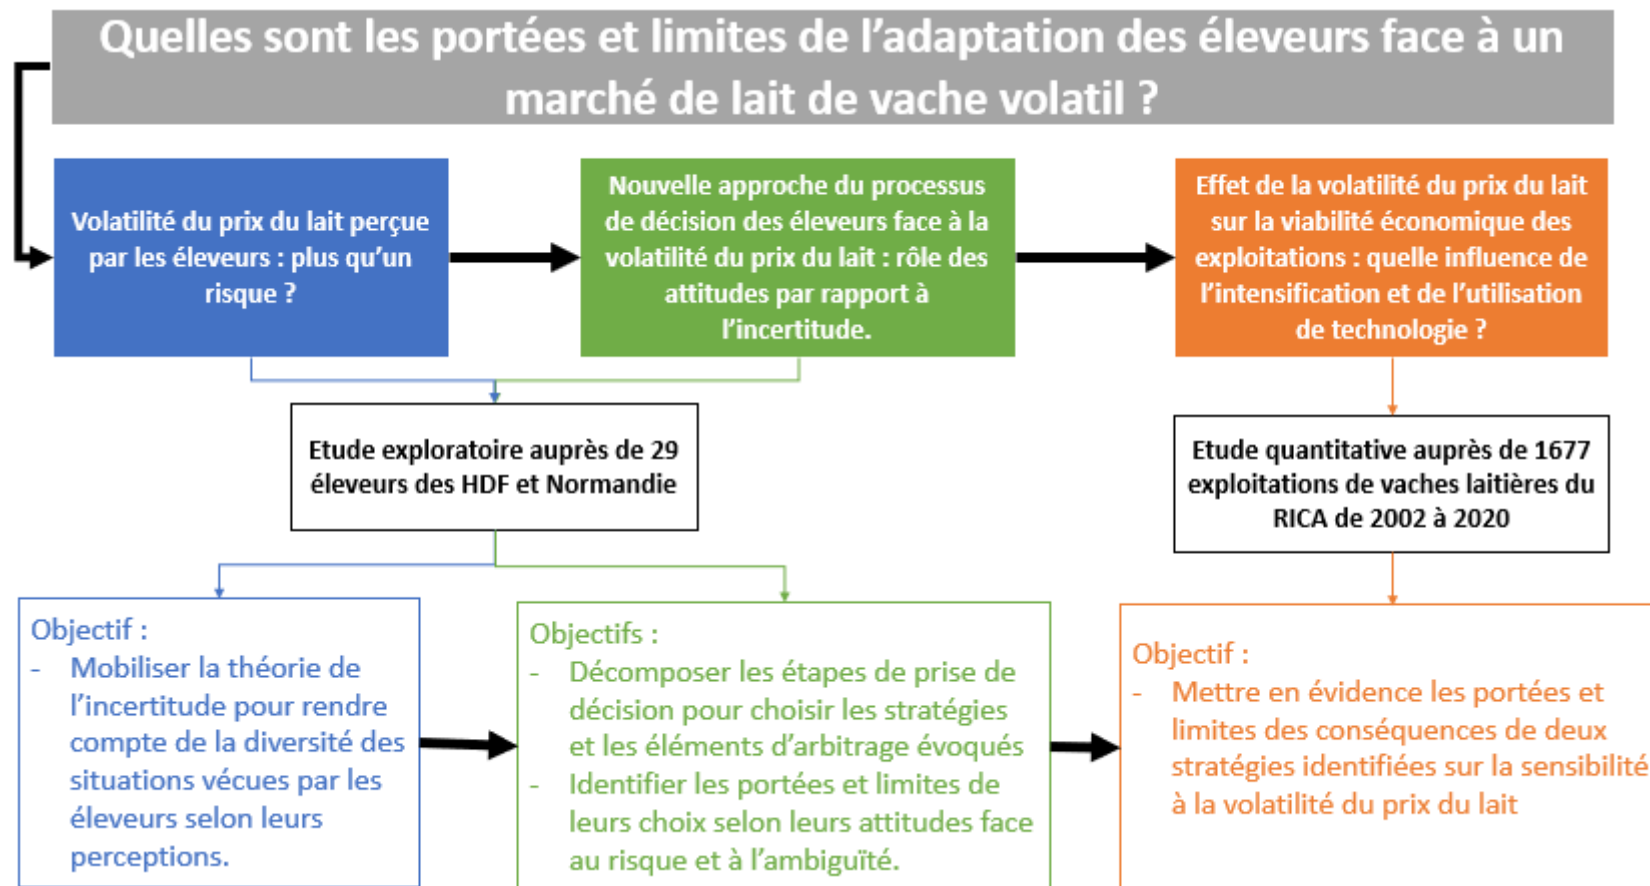 Quelles sont les portées et limites de l'adaptation des éleveurs face à un
marché de lait de vache volatil ?
Volatilité du prix du lait perçue
par les éleveurs : plus qu'un
risque ?
Nouvelle approche du processus
de décision des éleveurs face à la
volatilité du prix du lait : rôle des
attitudes par rapport à
l'incertitude.
Effet de la volatilité du prix du lait
sur la viabilité économique des
exploitations : quelle influence de
l'intensification et de l'utilisation
de technologie ?
Etude exploratoire auprès de 29
éleveurs des HDF et Normandie
Etude quantitative auprès de 1677
exploitations de vaches laitières du
RICA de 2002 à 2020
Objectif :
- Mobiliser la théorie de
l'incertitude pour rendre
compte de la diversité des
situations vécues par les
éleveurs selon leurs
perceptions.
Objectifs :
- Décomposer les étapes de prise de
décision pour choisir les stratégies
et les éléments d'arbitrage évoqués
- Identifier les portées et limites de
leurs choix selon leurs attitudes face
au risque et à l'ambiguïté.
Objectif :
- Mettre en évidence les portées et
limites des conséquences de deux
stratégies identifiées sur la sensibilité
à la volatilité du prix du lait